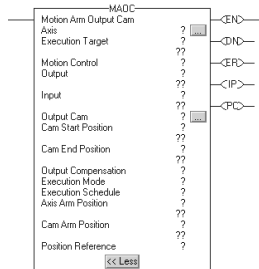 MAOC
Motion Arm Output Cam
Axis ? ...
Execution Target ?
??
Motion Control ?
Output ?
??
Input ?
??
Output Cam ? ...
Cam Start Position ?
??
Cam End Position ?
??
Output Compensation ?
Execution Mode ?
Execution Schedule ?
Axis Arm Position ?
??
Cam Arm Position ?
??
Position Reference ?
<< Less
EN
DN
ER
IP
PC